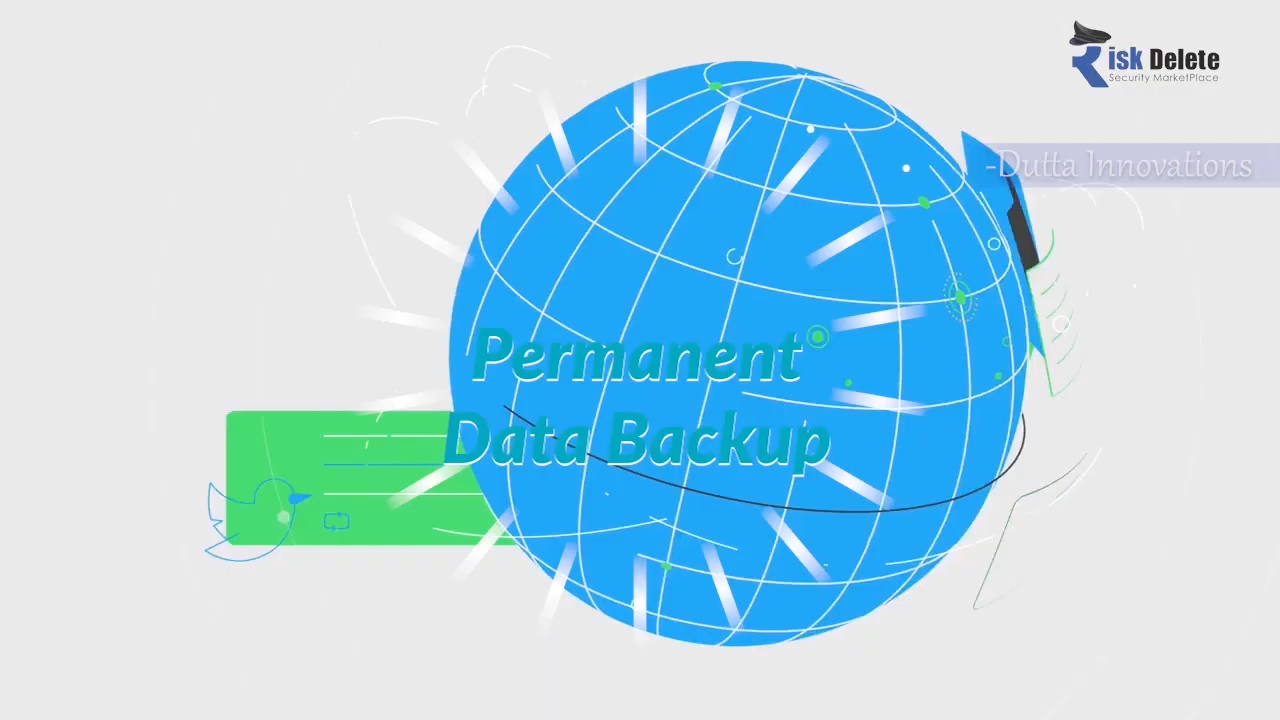 Risk Delete
Security MarketPlace
-Dutta Innovations
Permanent
Data Backup